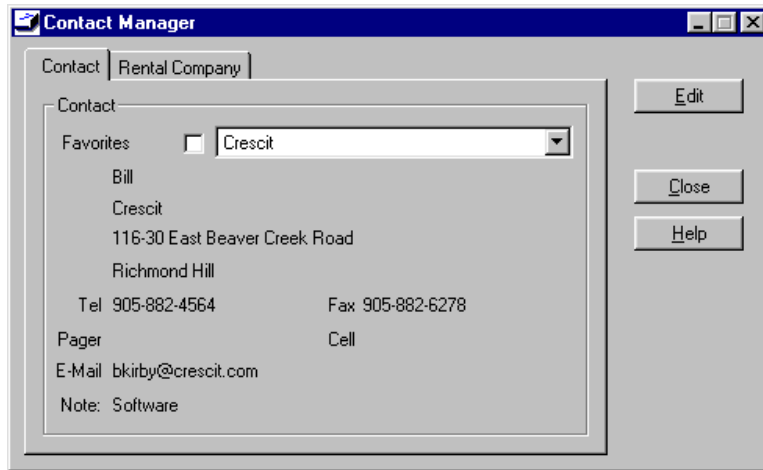 Contact Manager
Contact Rental Company
Contact
Favorites Crescit
Bill
Crescit
116-30 East Beaver Creek Road
Richmond Hill
Tel 905-882-4564 Fax 905-882-6278
Pager Cell
E-Mail bkirby@crescit.com
Note: Software
Edit
Close
Help